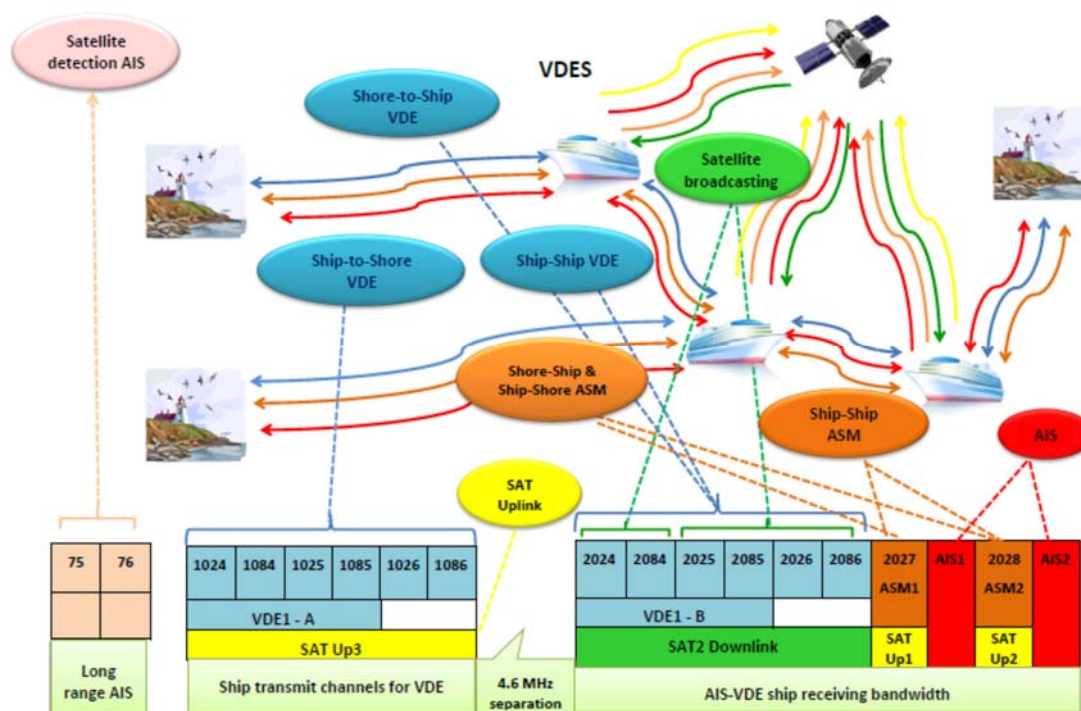 Satellite
detection AIS
VDES
Shore-to-Ship
VDE
Satellite
broadcasting
Ship-to-Shore
VDE
Ship-Ship VDE
Shore-Ship &
Ship-Shore ASM
Ship-Ship
ASM
AIS
SAT
Uplink
75 76
1024 1084 1025 1085 1026 1086
2024 2084 2025 2085 2026 2086
2027
ASM1
AIS1
2028
ASM2
AIS2
VDE1 - A
VDE1 - B
SAT Up3
SAT2 Downlink
SAT
Up1
SAT
Up2
Long
range AIS
Ship transmit channels for VDE
4.6 MHz
separation
AIS-VDE ship receiving bandwidth